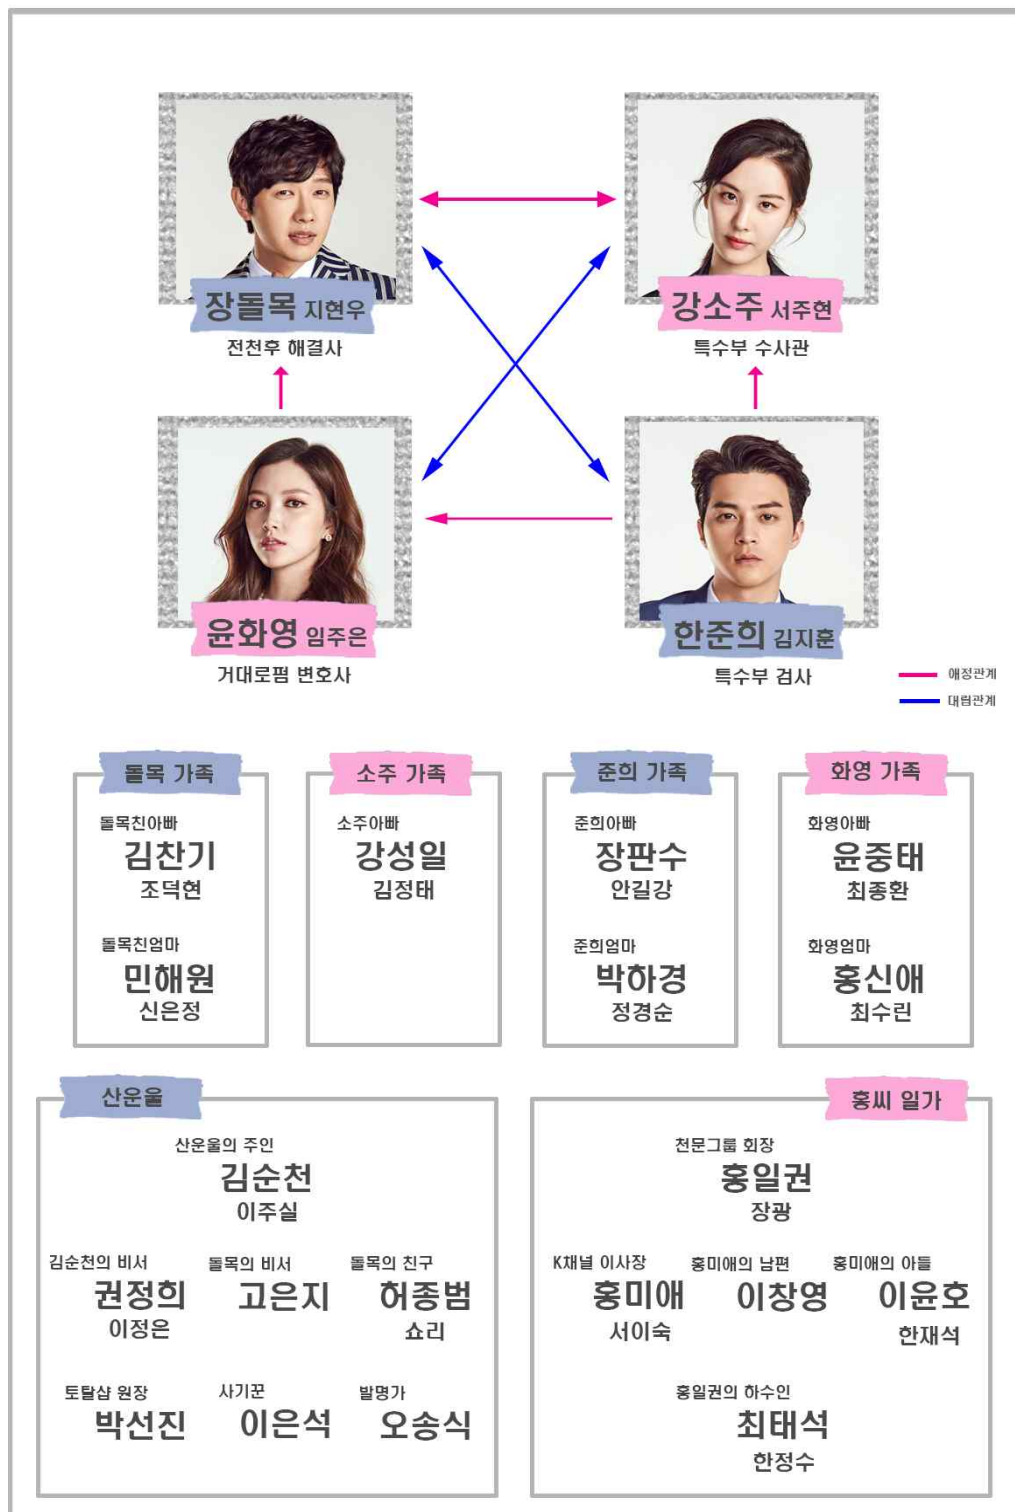 장돌목 지현우
강소주 서주현
전천후 해결사
특수부 수사관
윤화영 임주은
한준희 김지훈
거대로펌 변호사
특수부 검사
애정관계
대립관계
돌목 가족
소주 가족
준희 가족
화영 가족
돌목친아빠
김찬기
조덕현
돌목친엄마
민해원
신은정
소주아빠
강성일
김정태
준희아빠
장판수
안길강
준희엄마
박하경
정경순
화영아빠
윤중태
최종환
화영엄마
홍신애
최수린
산운율
산운율의 주인
김순천
이주실
김순천의 비서
권정희
이정은
돌목의 비서
고은지
돌목의 친구
허종범
쇼리
토탈샵 원장
박선진
사기꾼
이은석
발명가
오송식
홍씨 일가
천문그룹 회장
홍일권
장광
K채널 이사장
홍미애
서이숙
홍미애의 남편
이창영
홍미애의 아들
이윤호
한재석
홍일권의 하수인
최태석
한정수